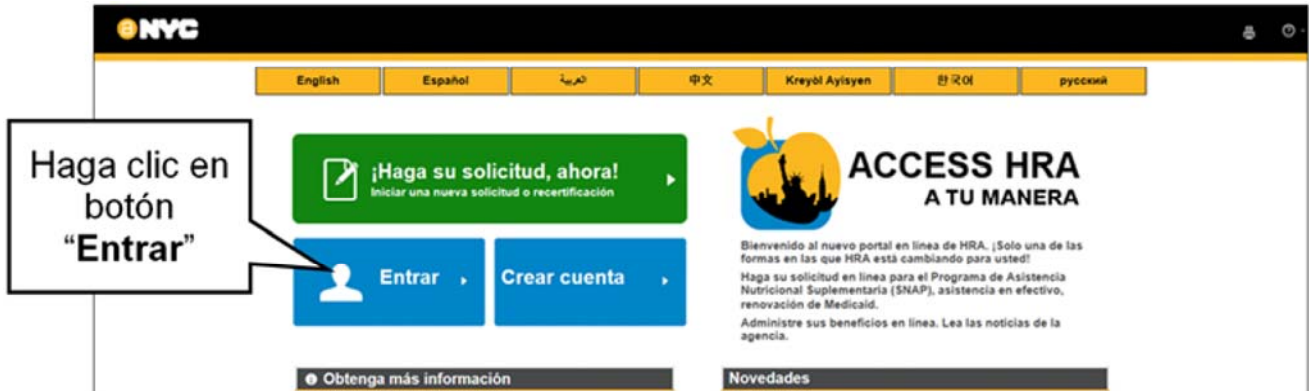 NYC
English
Español
العربية
中文
Kreyòl Ayisyen
한국어
русский
Haga clic en
botón
“Entrar”
¡Haga su solicitud, ahora!
Iniciar una nueva solicitud o recertificación
Entrar
Crear cuenta
ACCESS HRA
A TU MANERA
Bienvenido al nuevo portal en línea de HRA. ¡Solo una de las
formas en las que HRA está cambiando para usted!
Haga su solicitud en línea para el Programa de Asistencia
Nutricional Suplementaria (SNAP), asistencia en efectivo,
renovación de Medicaid.
Administre sus beneficios en línea. Lea las noticias de la
agencia.
Obtenga más información
Novedades